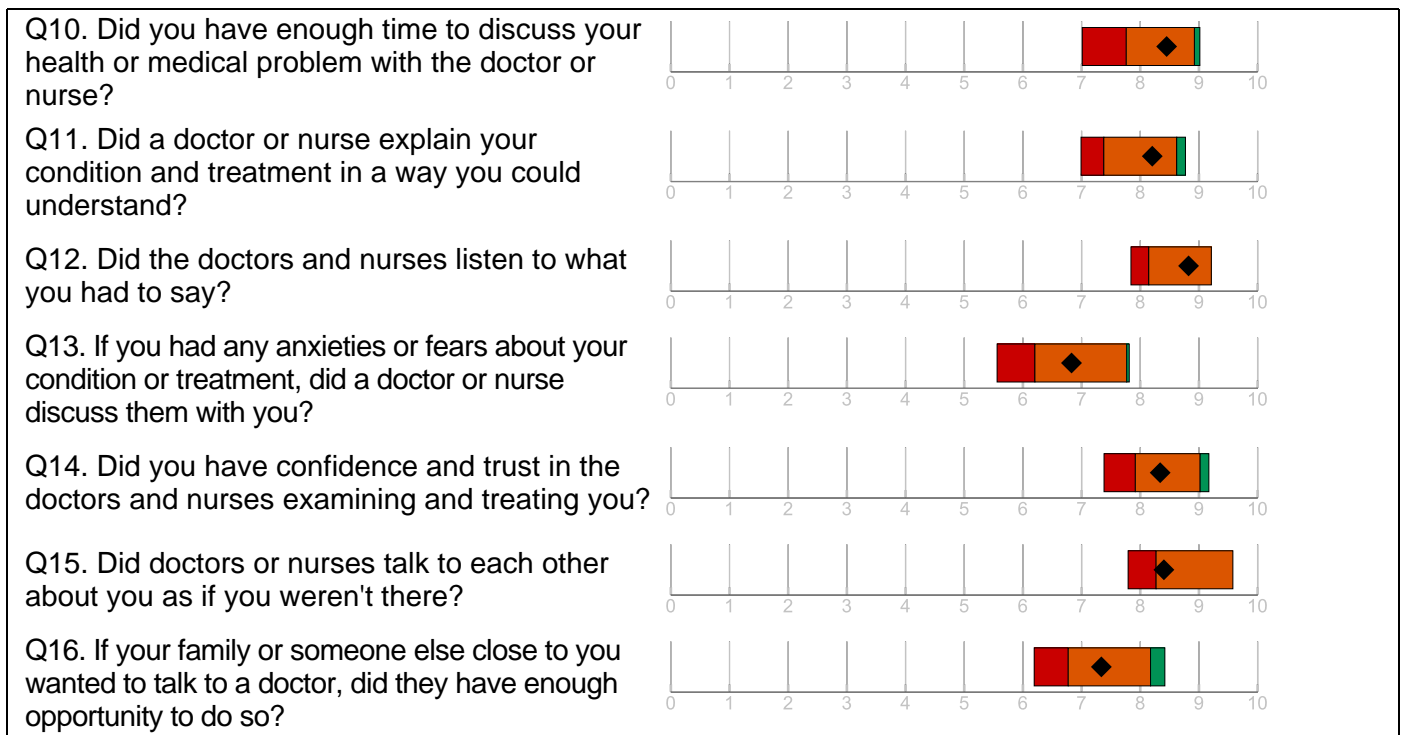 Q10. Did you have enough time to discuss your
health or medical problem with the doctor or
nurse?
0 1 2 3 4 5 6 7 8 9 10
Q11. Did a doctor or nurse explain your
condition and treatment in a way you could
understand?
0 1 2 3 4 5 6 7 8 9 10
Q12. Did the doctors and nurses listen to what
you had to say?
0 1 2 3 4 5 6 7 8 9 10
Q13. If you had any anxieties or fears about your
condition or treatment, did a doctor or nurse
discuss them with you?
0 1 2 3 4 5 6 7 8 9 10
Q14. Did you have confidence and trust in the
doctors and nurses examining and treating you?
0 1 2 3 4 5 6 7 8 9 10
Q15. Did doctors or nurses talk to each other
about you as if you weren't there?
0 1 2 3 4 5 6 7 8 9 10
Q16. If your family or someone else close to you
wanted to talk to a doctor, did they have enough
opportunity to do so?
0 1 2 3 4 5 6 7 8 9 10